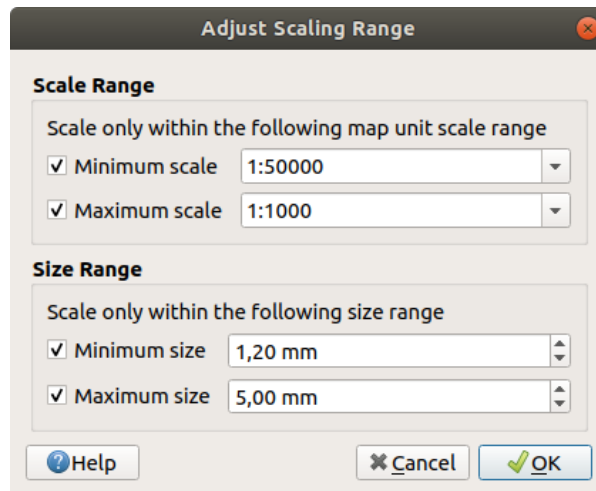 Adjust Scaling Range
Scale Range
Scale only within the following map unit scale range
Minimum scale 1:50000
Maximum scale 1:1000
Size Range
Scale only within the following size range
Minimum size 1,20 mm
Maximum size 5,00 mm
Help Cancel OK